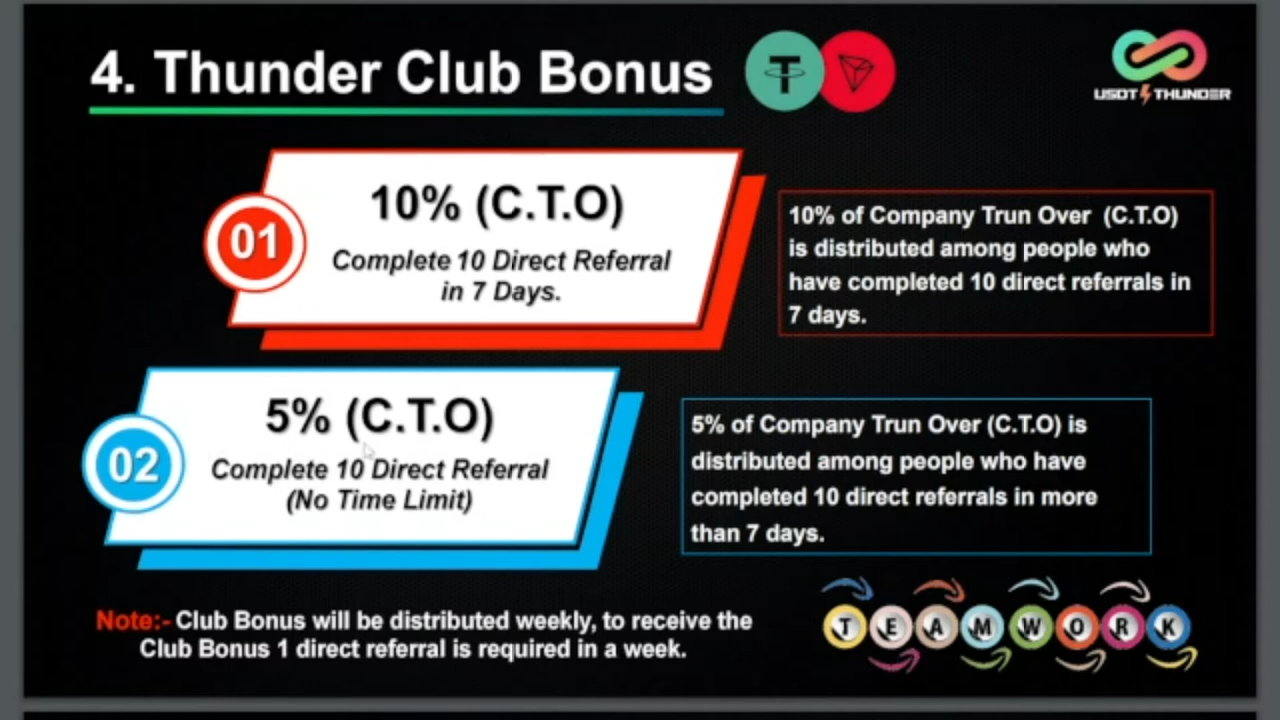 4. Thunder Club Bonus
USDT THUNDER
01
10% (C.T.O)
Complete 10 Direct Referral
in 7 Days.
10% of Company Trun Over (C.T.O)
is distributed among people who
have completed 10 direct referrals in
7 days.
02
5% (C.T.O)
Complete 10 Direct Referral
(No Time Limit)
5% of Company Trun Over (C.T.O) is
distributed among people who have
completed 10 direct referrals in more
than 7 days.
Note:- Club Bonus will be distributed weekly, to receive the
Club Bonus 1 direct referral is required in a week.
TEAMWORK